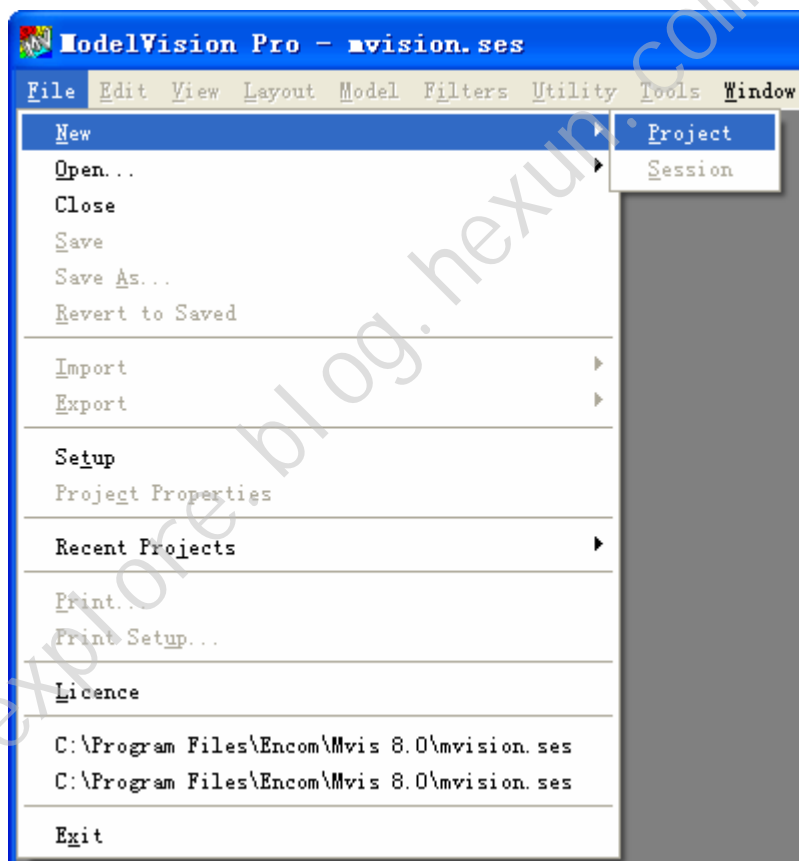 ModelVision Pro - mvision.ses
File Edit View Layout Model Filters Utility Tools Window
New
Project
Open...
Session
Close
Save
Save As...
Revert to Saved
Import
Export
Setup
Project Properties
Recent Projects
Print...
Print Setup...
Licence
C:\Program Files\Encom\Mvis 8.0\mvision.ses
C:\Program Files\Encom\Mvis 8.0\mvision.ses
Exit
explore.blog.hexun.com